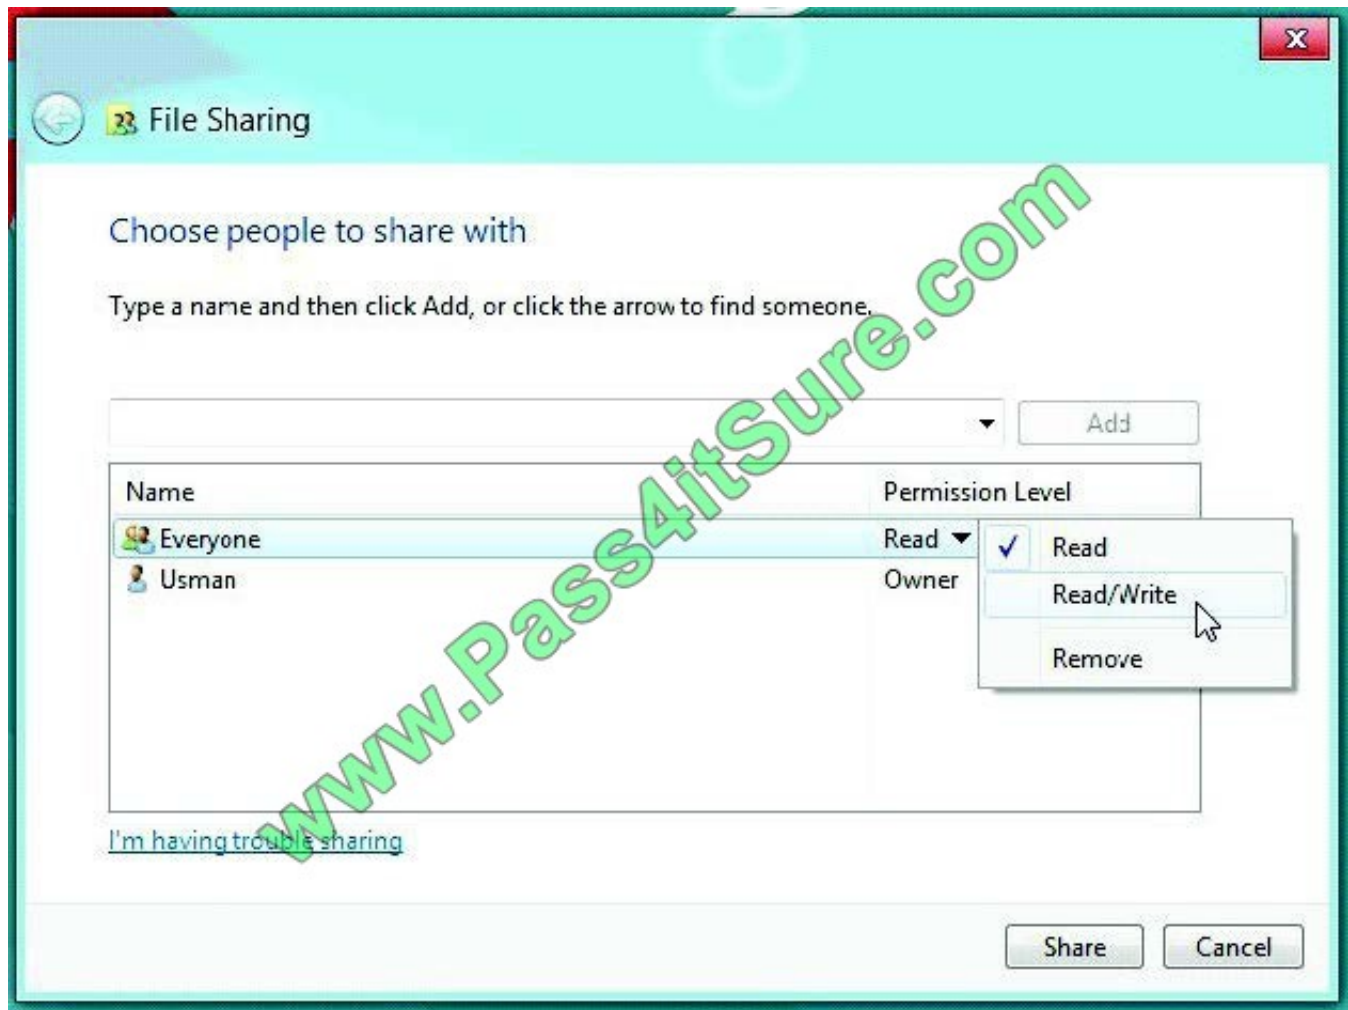 x
File Sharing
Choose people to share with
Type a name and then click Add, or click the arrow to find someone.
Add
Name Permission Level
Everyone Read Read
Usman Owner Read/Write
Remove
I'm having trouble sharing
Share Cancel
www.Pass4itSure.com